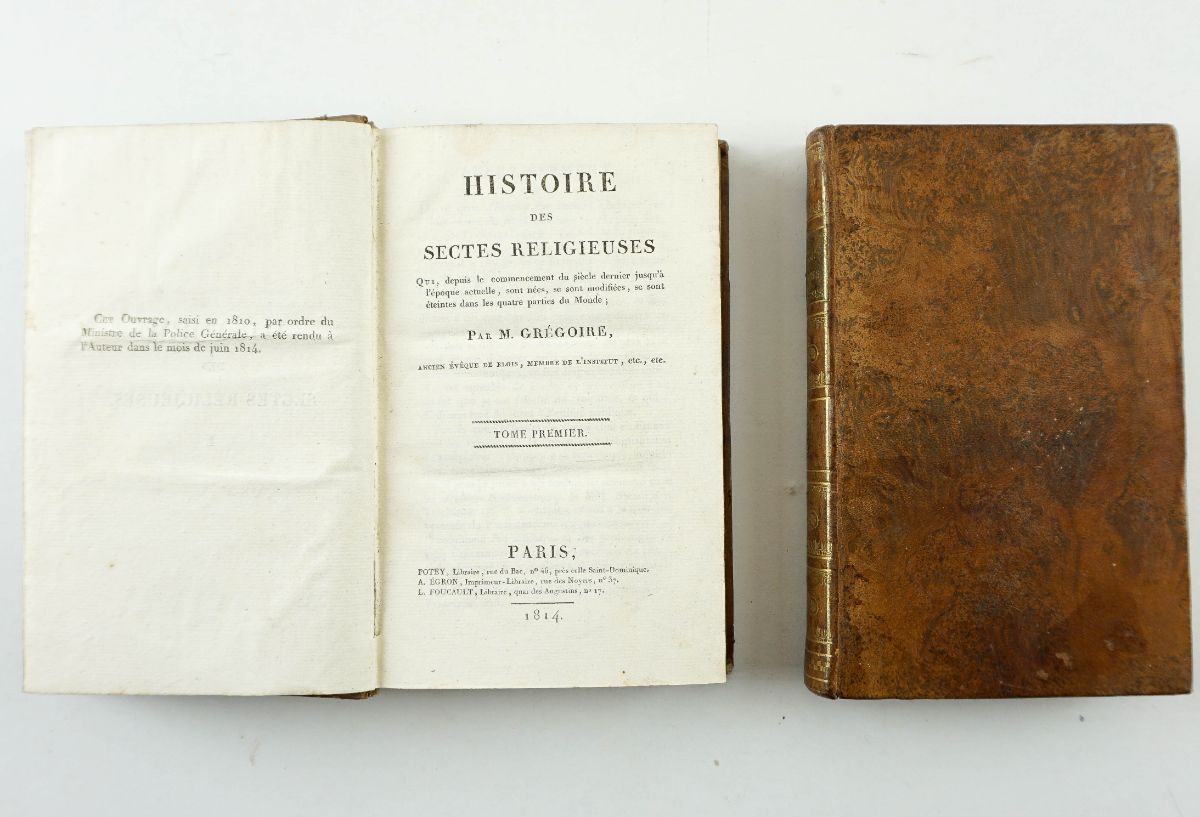 Cet Ouvrage, saisi en 1810, par ordre du
Ministre de la Police Générale, a été rendu à
l'Auteur dans le mois de juin 1814.
HISTOIRE
DES
SECTES RELIGIEUSES
Qui, depuis le commencement du siècle dernier jusqu'à
l'époque actuelle, sont nées, se sont modifiées, se sont
éteintes dans les quatre parties du Monde;
Par M. GRÉGOIRE,
ANCIEN ÉVÊQUE DE BLOIS, MEMBRE DE L'INSTITUT, etc., etc.
TOME PREMIER.
PARIS,
POTEY, Libraire, rue du Bac, n° 46, près celle Saint-Dominique.
A. ÉGRON, Imprimeur-Libraire, rue des Noyers, n° 37.
L. FOUCAULT, Libraire, quai des Augustins, n° 17.
1814.